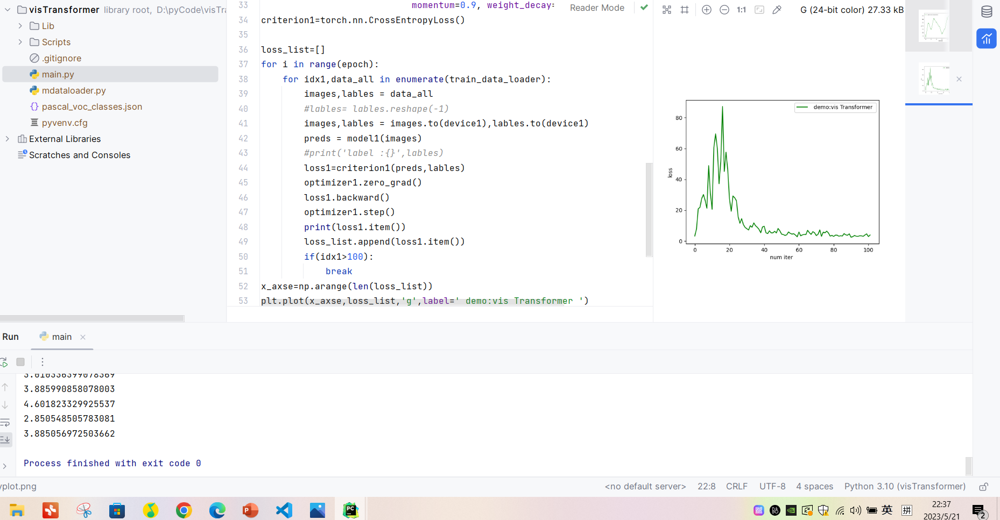 visTransformer library root, D:\pyCode\visTra
Lib
Scripts
.gitignore
main.py
mdataloader.py
pascal_voc_classes.json
pyvenv.cfg
External Libraries
Scratches and Consoles
33 momentum=0.9, weight_decay=
Reader Mode
34 criterion1=torch.nn.CrossEntropyLoss()
35
36 loss_list=[]
37 for i in range(epoch):
38 for idx1,data_all in enumerate(train_data_loader):
39 images,lables = data_all
40 #lables= lables.reshape(-1)
41 images,lables = images.to(device1),lables.to(device1)
42 preds = model1(images)
43 #print('label :{}',lables)
44 loss1=criterion1(preds,lables)
45 optimizer1.zero_grad()
46 loss1.backward()
47 optimizer1.step()
48 print(loss1.item())
49 loss_list.append(loss1.item())
50 if(idx1>100):
51 break
52 x_axse=np.arange(len(loss_list))
53 plt.plot(x_axse,loss_list,'g',label=' demo:vis Transformer ')
1:1
G (24-bit color) 27.33 kB
demo:vis Transformer
80
60
40
20
0
loss
0 20 40 60 80 100
num iter
Run main
3.010336399078369
3.885990858078003
4.601823329925537
2.850548505783081
3.885056972503662
Process finished with exit code 0
yplot.png
<no default server> 22:8 CRLF UTF-8 4 spaces Python 3.10 (visTransformer)
PC
英
拼
22:37
2023/5/21
2